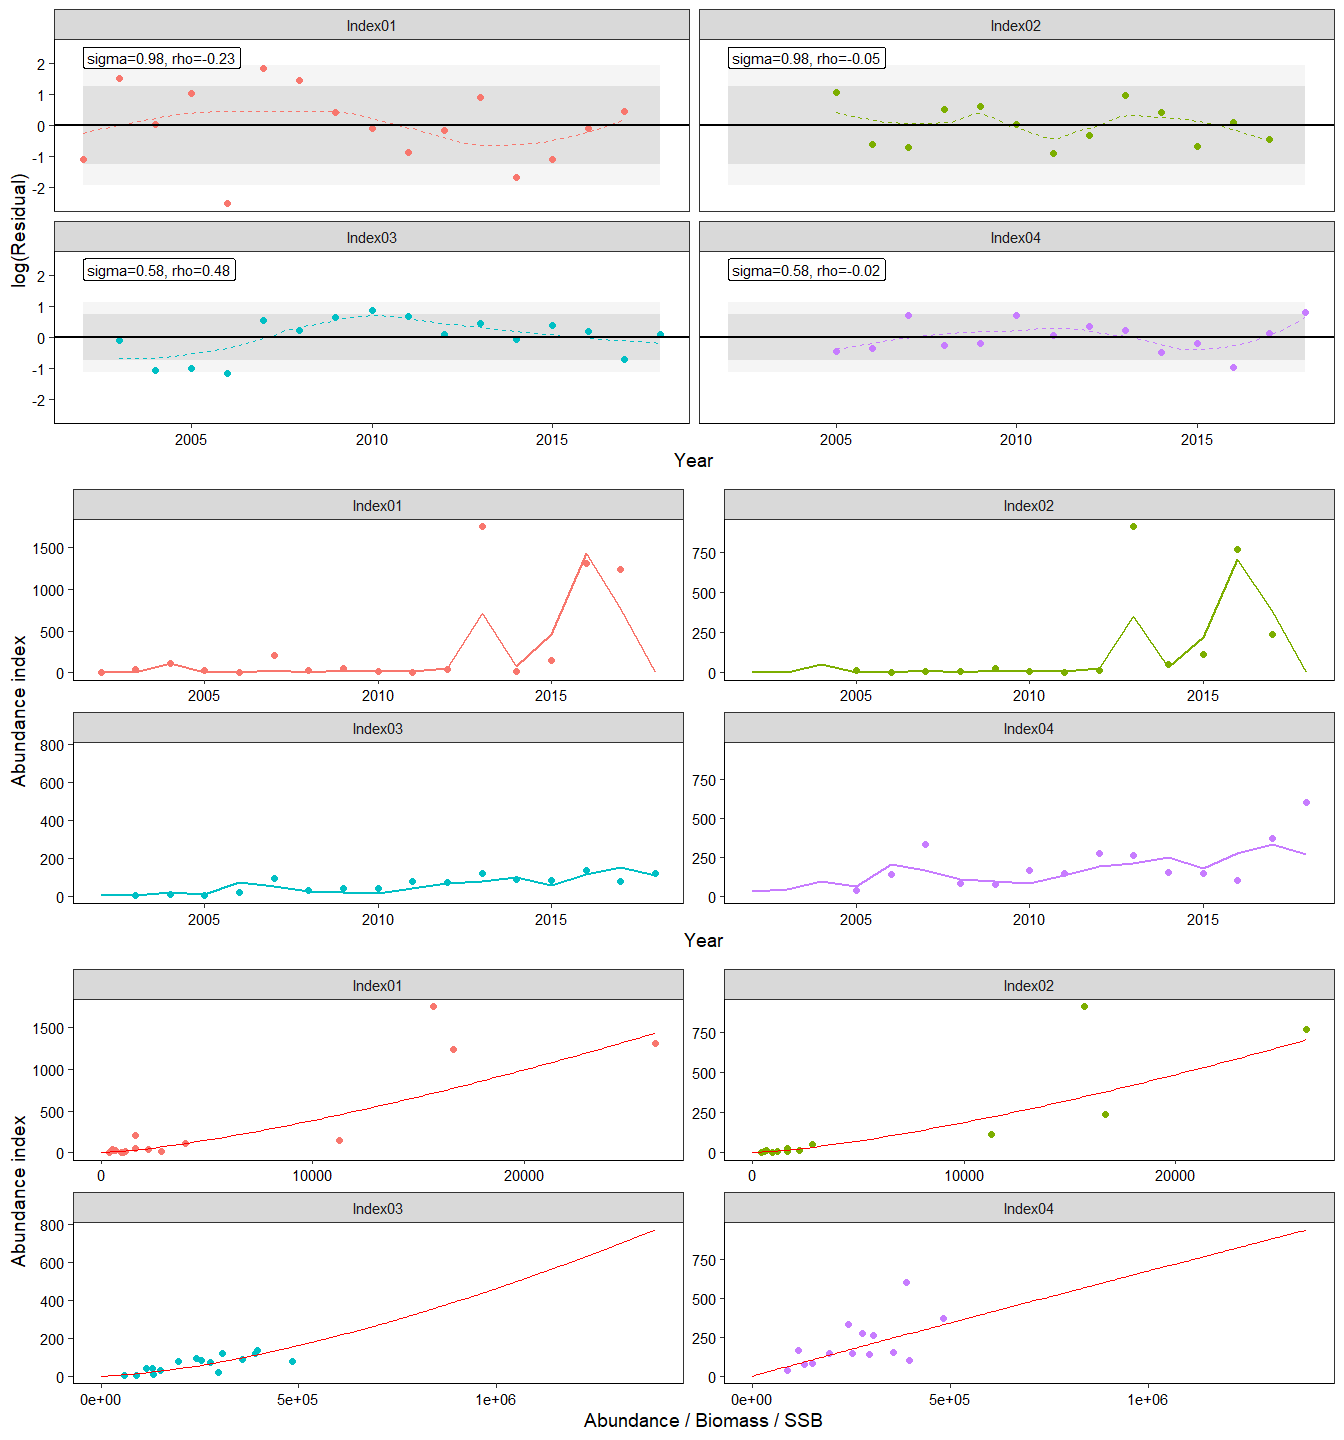 Index01 Index02
sigma=0.98, rho=-0.23 sigma=0.98, rho=-0.05
2
1
0
-1
-2
log(Residual)
Index03 Index04
sigma=0.58, rho=0.48 sigma=0.58, rho=-0.02
2
1
0
-1
-2
2005 2010 2015 2005 2010 2015
Year
Index01 Index02
1500 750
1000 500
500 250
0 0
2005 2010 2015 2005 2010 2015
Abundance index
Index03 Index04
800
600 750
400 500
200 250
0 0
2005 2010 2015 2005 2010 2015
Year
Index01 Index02
1500 750
1000 500
500 250
0 0
0 10000 20000 0 10000 20000
Abundance index
Index03 Index04
800
600 750
400 500
200 250
0 0
0e+00 5e+05 1e+06 0e+00 5e+05 1e+06
Abundance / Biomass / SSB